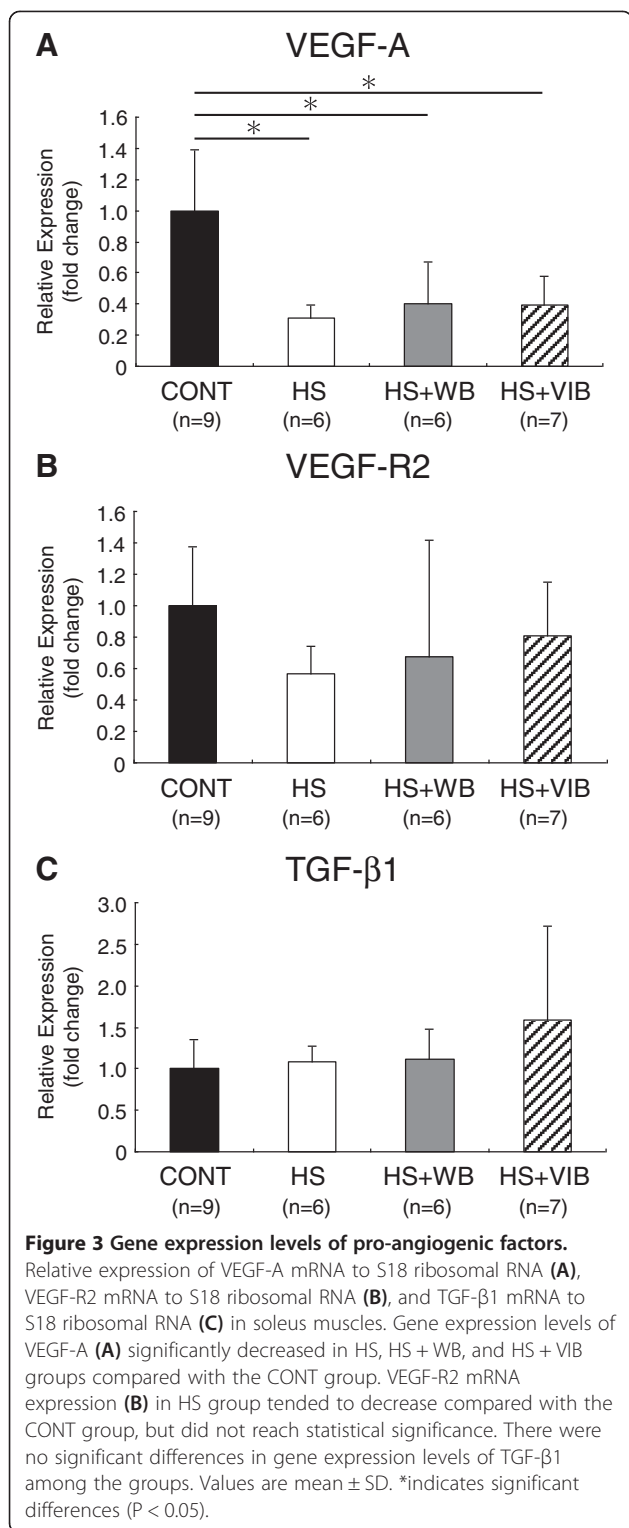 A VEGF-A
*
*
*
Relative Expression
(fold change)
1.6
1.4
1.2
1.0
0.8
0.6
0.4
0.2
0
CONT HS HS+WB HS+VIB
(n=9) (n=6) (n=6) (n=7)
B VEGF-R2
Relative Expression
(fold change)
1.6
1.4
1.2
1.0
0.8
0.6
0.4
0.2
0
CONT HS HS+WB HS+VIB
(n=9) (n=6) (n=6) (n=7)
C TGF-β1
Relative Expression
(fold change)
3.0
2.5
2.0
1.5
1.0
0.5
0
CONT HS HS+WB HS+VIB
(n=9) (n=6) (n=6) (n=7)
Figure 3 Gene expression levels of pro-angiogenic factors.
Relative expression of VEGF-A mRNA to S18 ribosomal RNA (A),
VEGF-R2 mRNA to S18 ribosomal RNA (B), and TGF-β1 mRNA to
S18 ribosomal RNA (C) in soleus muscles. Gene expression levels of
VEGF-A (A) significantly decreased in HS, HS + WB, and HS + VIB
groups compared with the CONT group. VEGF-R2 mRNA
expression (B) in HS group tended to decrease compared with the
CONT group, but did not reach statistical significance. There were
no significant differences in gene expression levels of TGF-β1
among the groups. Values are mean ± SD. *indicates significant
differences (P < 0.05).